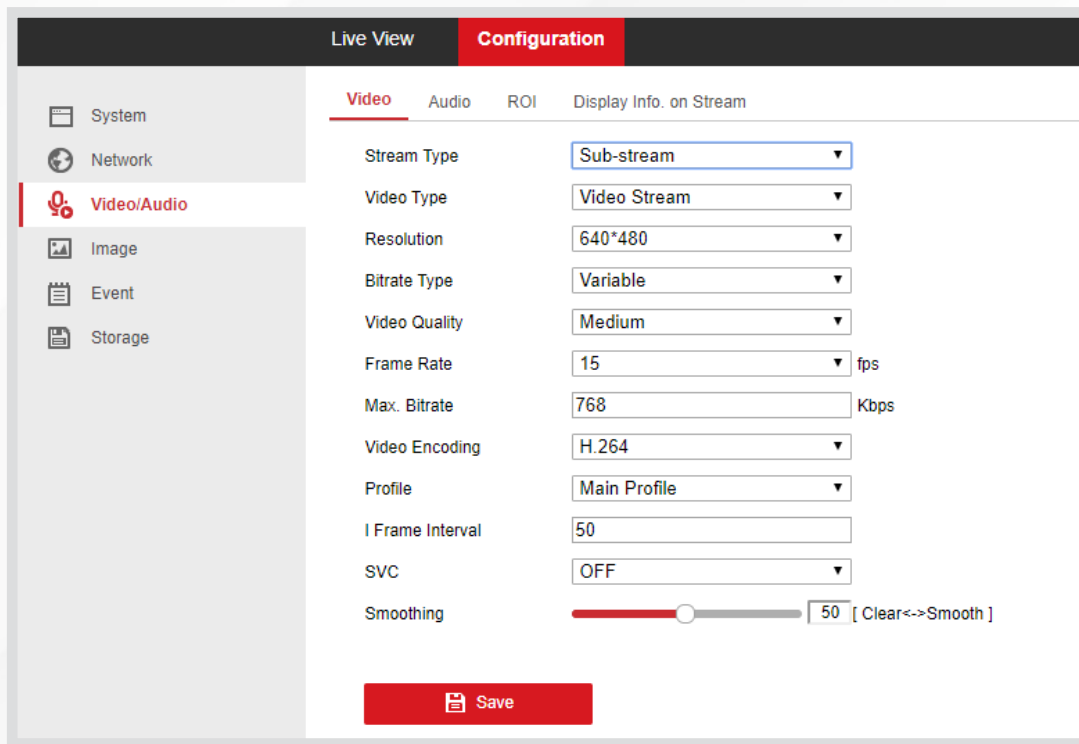 Live View Configuration
Video Audio ROI Display Info. on Stream
System
Network
Video/Audio
Image
Event
Storage
Stream Type Sub-stream
Video Type Video Stream
Resolution 640*480
Bitrate Type Variable
Video Quality Medium
Frame Rate 15 fps
Max. Bitrate 768 Kbps
Video Encoding H.264
Profile Main Profile
I Frame Interval 50
SVC OFF
Smoothing 50 [ Clear<->Smooth ]
Save